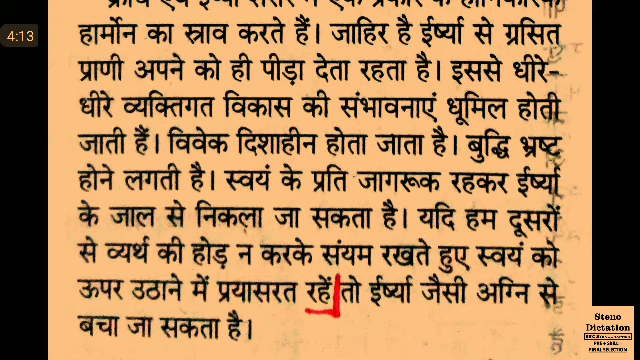 हार्मोन का स्राव करते हैं। जाहिर है ईर्ष्या से ग्रसित
4:13
प्राणी अपने को ही पीड़ा देता रहता है। इससे धीरे-
धीरे व्यक्तिगत विकास की संभावनाएं धूमिल होती
जाती हैं। विवेक दिशाहीन होता जाता है। बुद्धि भ्रष्ट
होने लगती है। स्वयं के प्रति जागरूक रहकर ईर्ष्या
के जाल से निकला जा सकता है। यदि हम दूसरों
से व्यर्थ की होड़ न करके संयम रखते हुए स्वयं को
ऊपर उठाने में प्रयासरत रहें तो ईर्ष्या जैसी अग्नि से
बचा जा सकता है।
Steno
Dictation
FINAL SELECTION